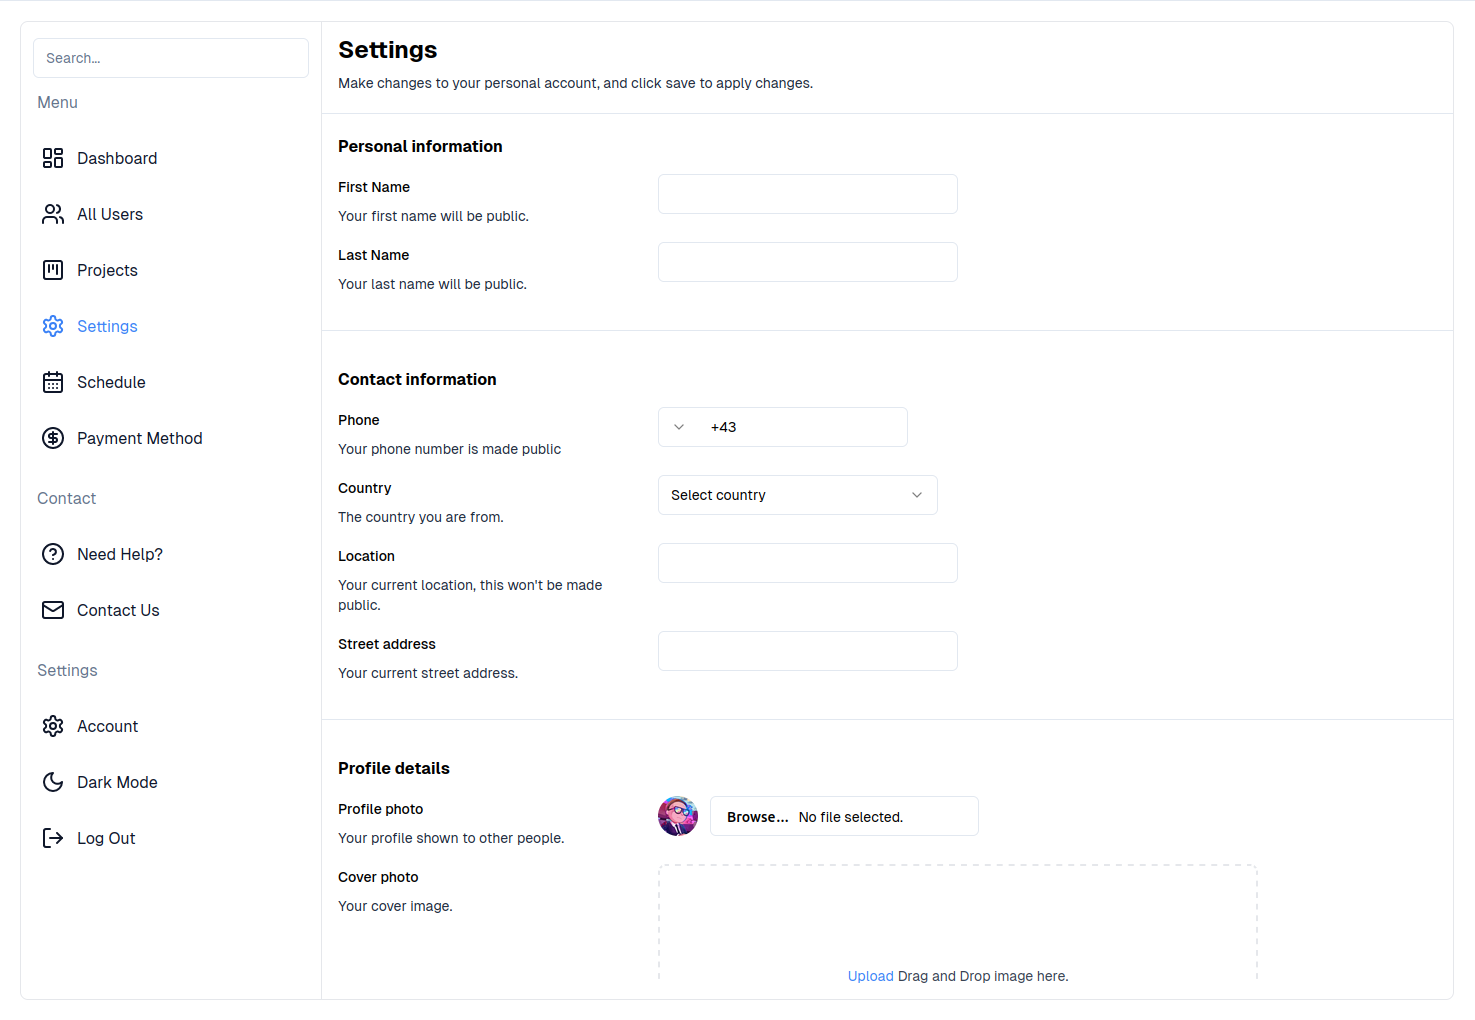 Search...
Menu
Dashboard
All Users
Projects
Settings
Schedule
Payment Method
Contact
Need Help?
Contact Us
Settings
Account
Dark Mode
Log Out
Settings
Make changes to your personal account, and click save to apply changes.
Personal information
First Name
Your first name will be public.
Last Name
Your last name will be public.
Contact information
Phone
Your phone number is made public
+43
Country
The country you are from.
Select country
Location
Your current location, this won't be made
public.
Street address
Your current street address.
Profile details
Profile photo
Your profile shown to other people.
Browse... No file selected.
Cover photo
Your cover image.
Upload Drag and Drop image here.